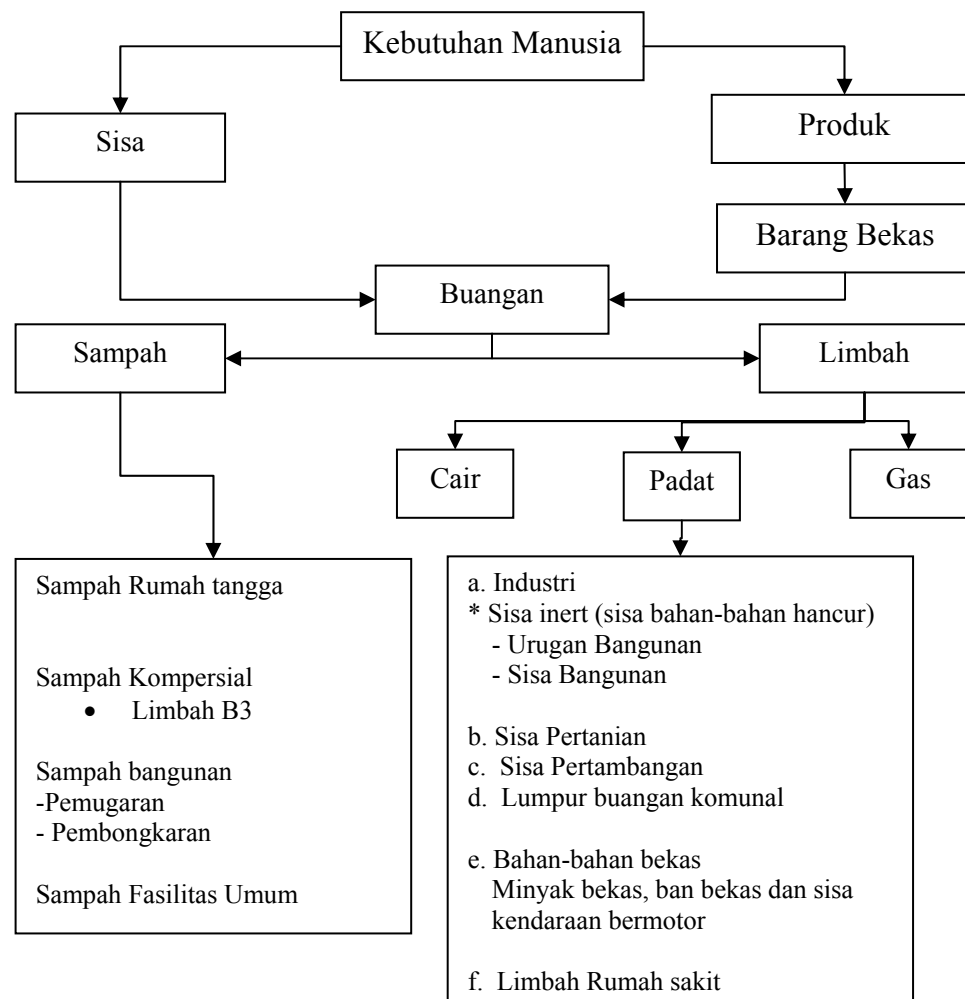 Kebutuhan Manusia
Sisa
Produk
Barang Bekas
Buangan
Sampah
Limbah
Cair
Padat
Gas
Sampah Rumah tangga
Sampah Kompersial
• Limbah B3
Sampah bangunan
-Pemugaran
- Pembongkaran
Sampah Fasilitas Umum
a. Industri
* Sisa inert (sisa bahan-bahan hancur)
- Urugan Bangunan
- Sisa Bangunan
b. Sisa Pertanian
c. Sisa Pertambangan
d. Lumpur buangan komunal
e. Bahan-bahan bekas
Minyak bekas, ban bekas dan sisa
kendaraan bermotor
f. Limbah Rumah sakit